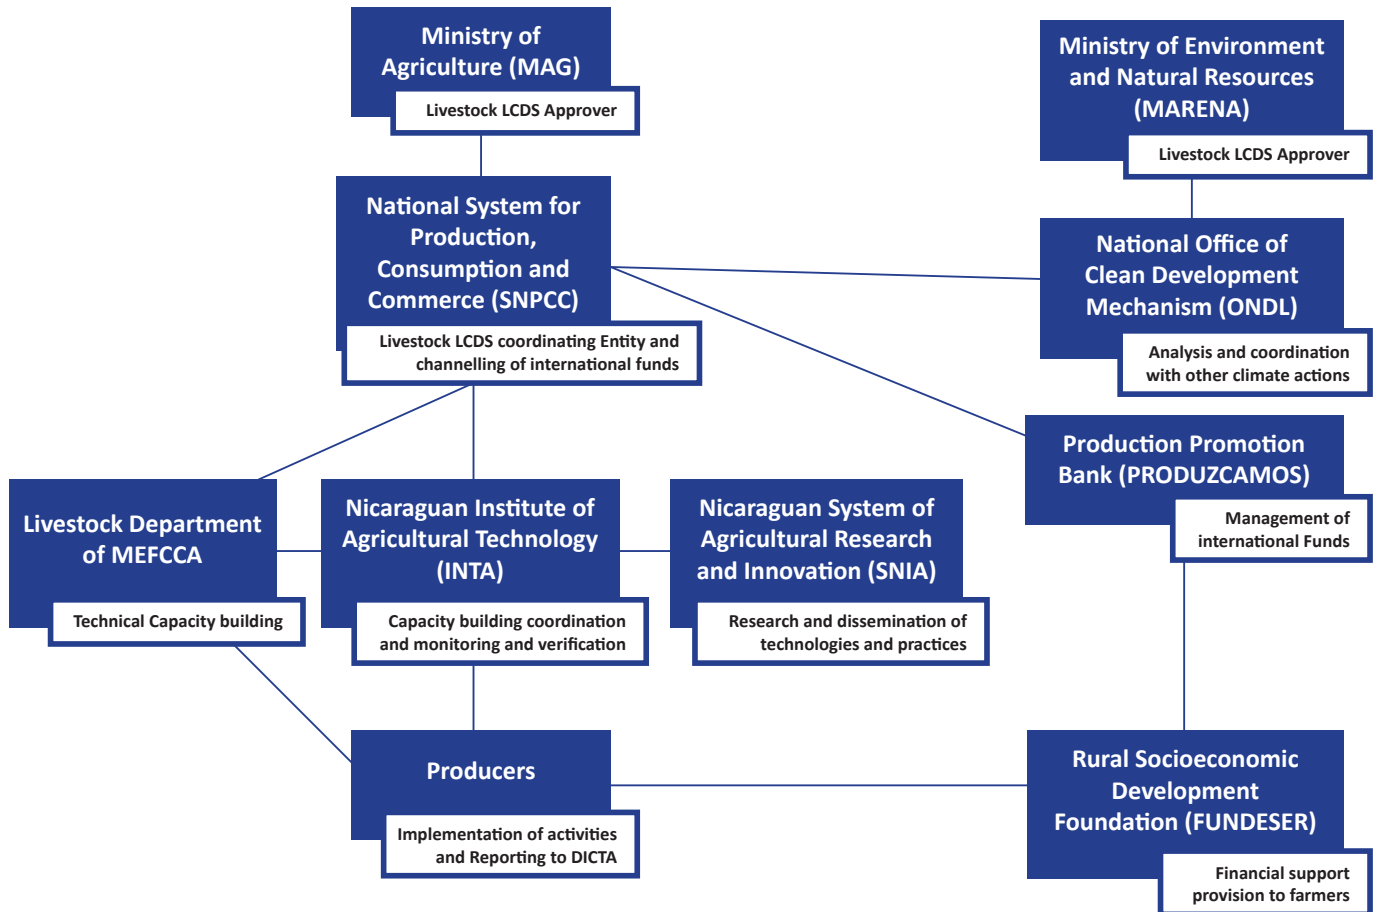 Ministry of
Agriculture (MAG)
Livestock LCDS Approver
Ministry of Environment
and Natural Resources
(MARENA)
Livestock LCDS Approver
National System for
Production,
Consumption and
Commerce (SNPCC)
Livestock LCDS coordinating Entity and
channelling of international funds
National Office of
Clean Development
Mechanism (ONDL)
Analysis and coordination
with other climate actions
Production Promotion
Bank (PRODUZCAMOS)
Management of
international Funds
Livestock Department
of MEFCCA
Technical Capacity building
Nicaraguan Institute of
Agricultural Technology
(INTA)
Capacity building coordination
and monitoring and verification
Nicaraguan System of
Agricultural Research
and Innovation (SNIA)
Research and dissemination of
technologies and practices
Producers
Implementation of activities
and Reporting to DICTA
Rural Socioeconomic
Development
Foundation (FUNDESER)
Financial support
provision to farmers